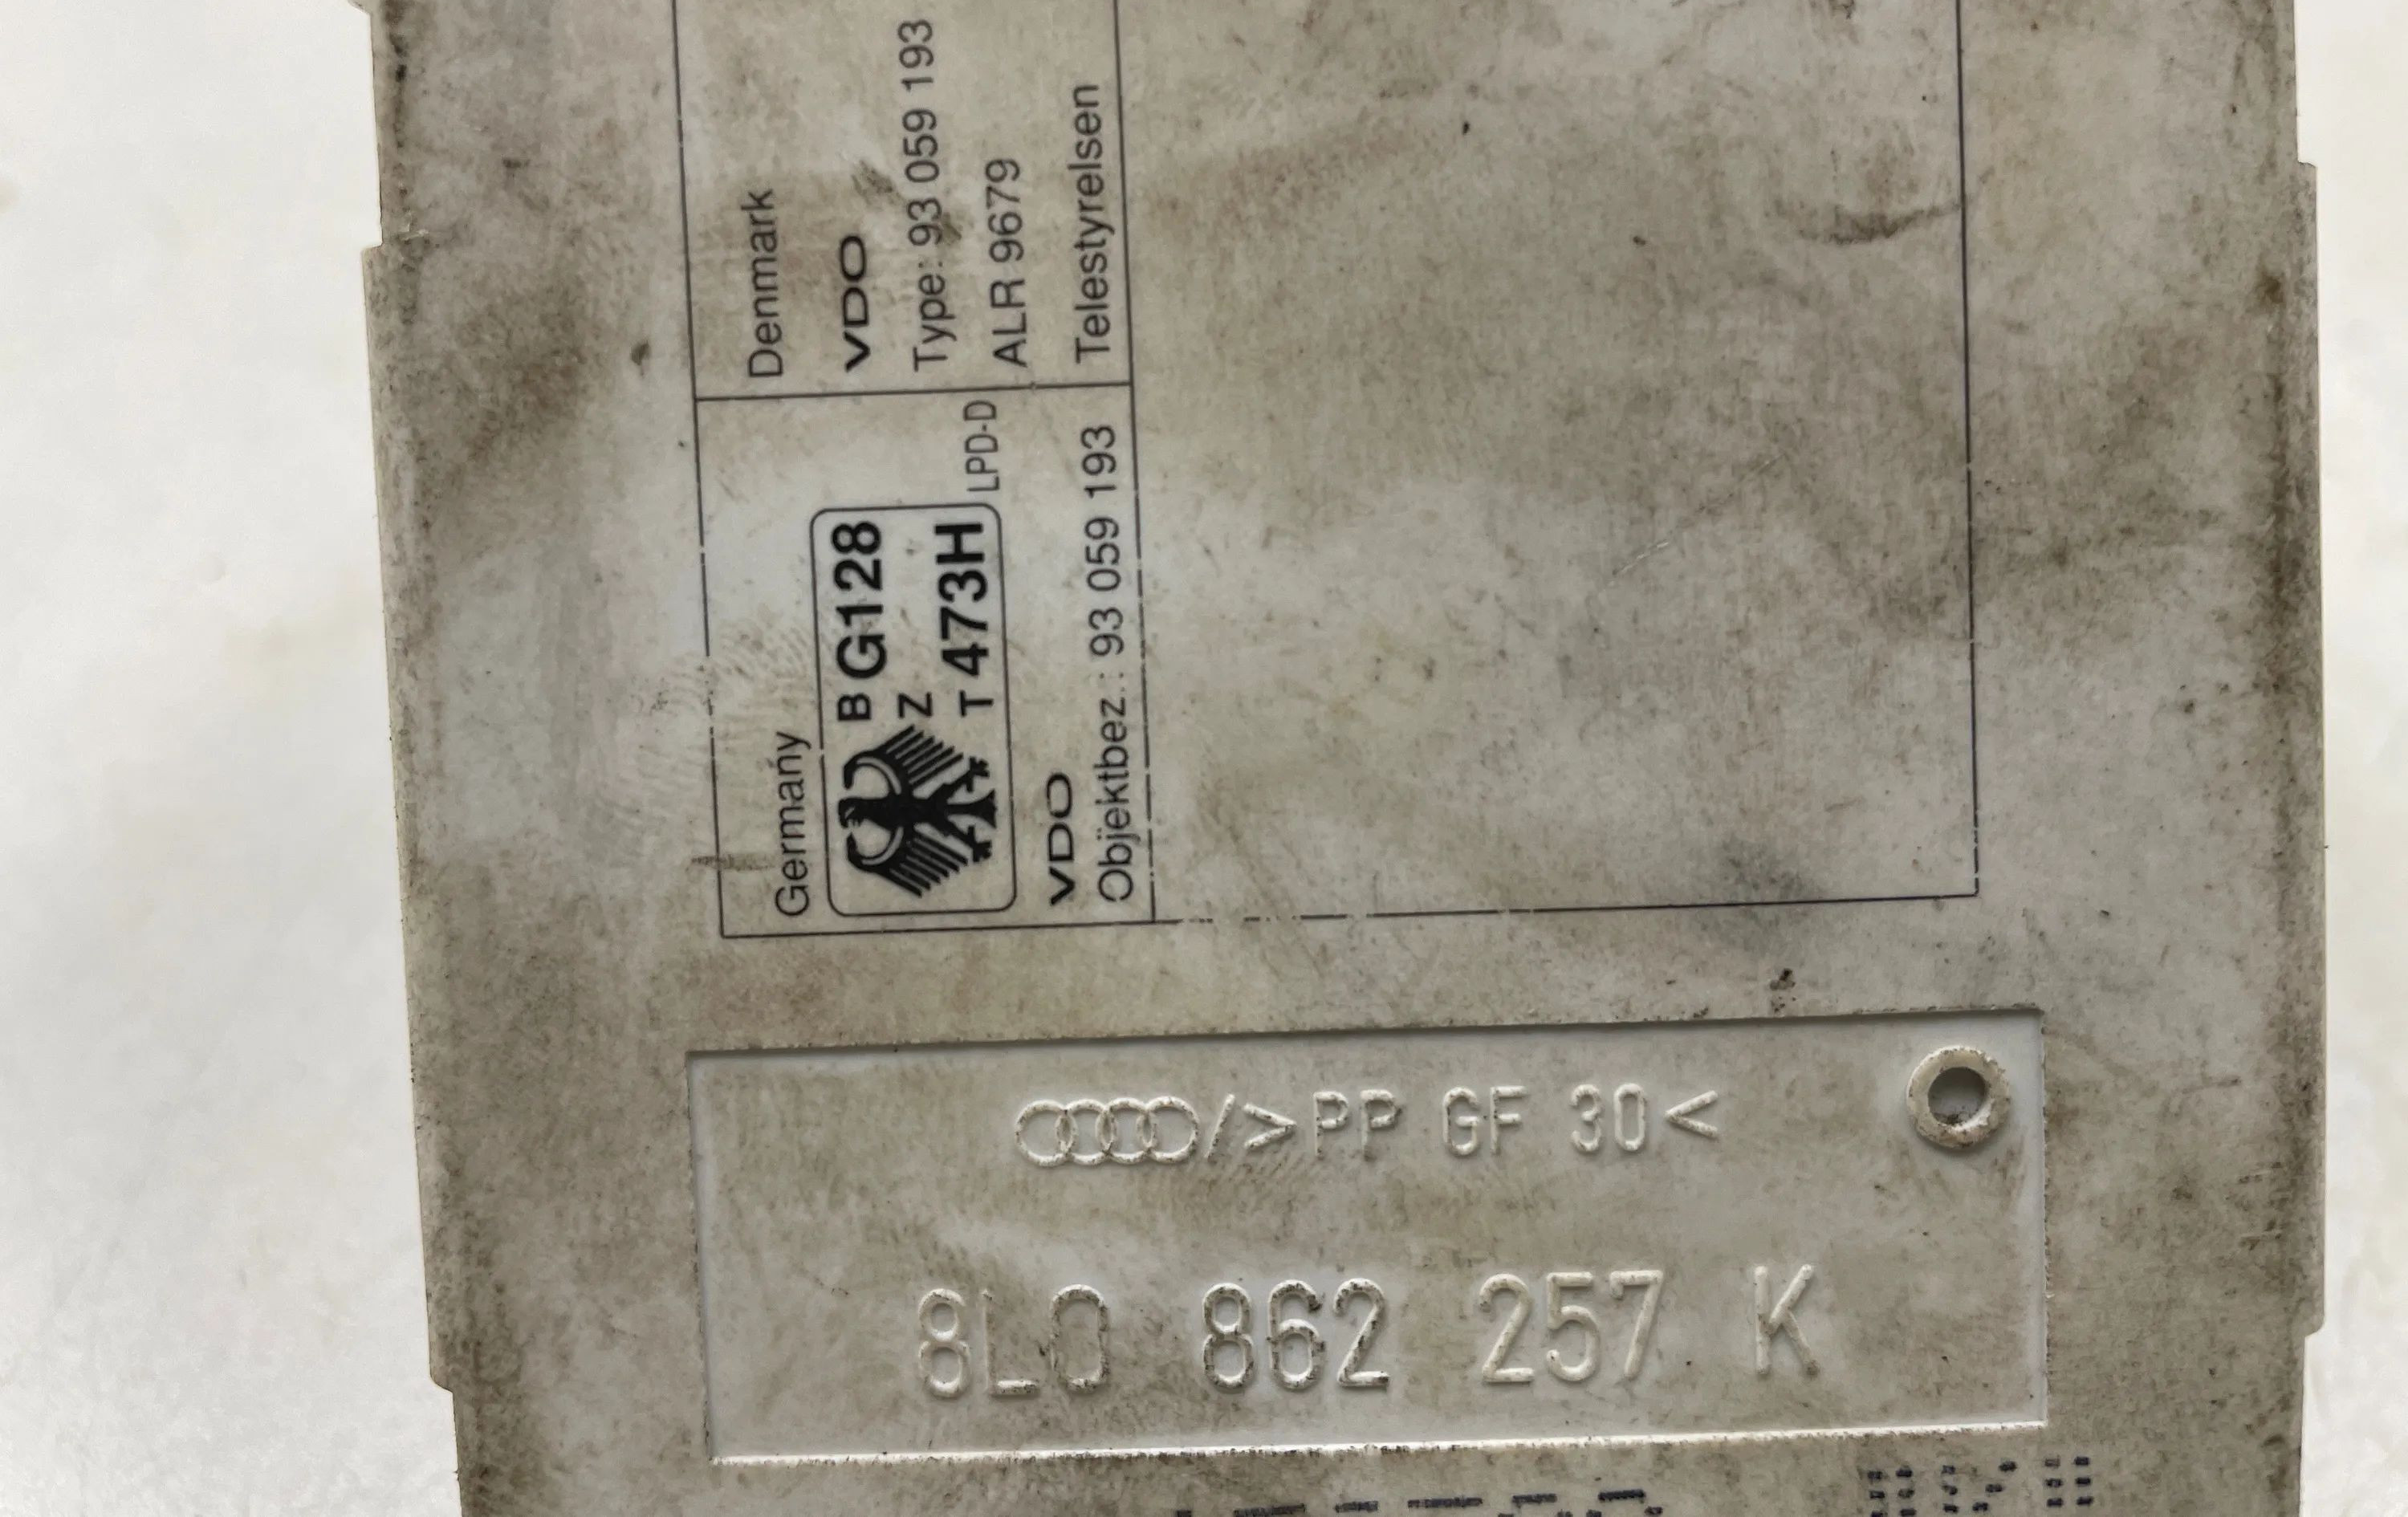 Germany
B G128
Z
T 473H LPD-D
VDO
Objektbez.: 93 059 193
Denmark
VDO
Type: 93 059 193
ALR 9679
Telestyrelsen
/>PP GF 30<
8L0 862 257 K